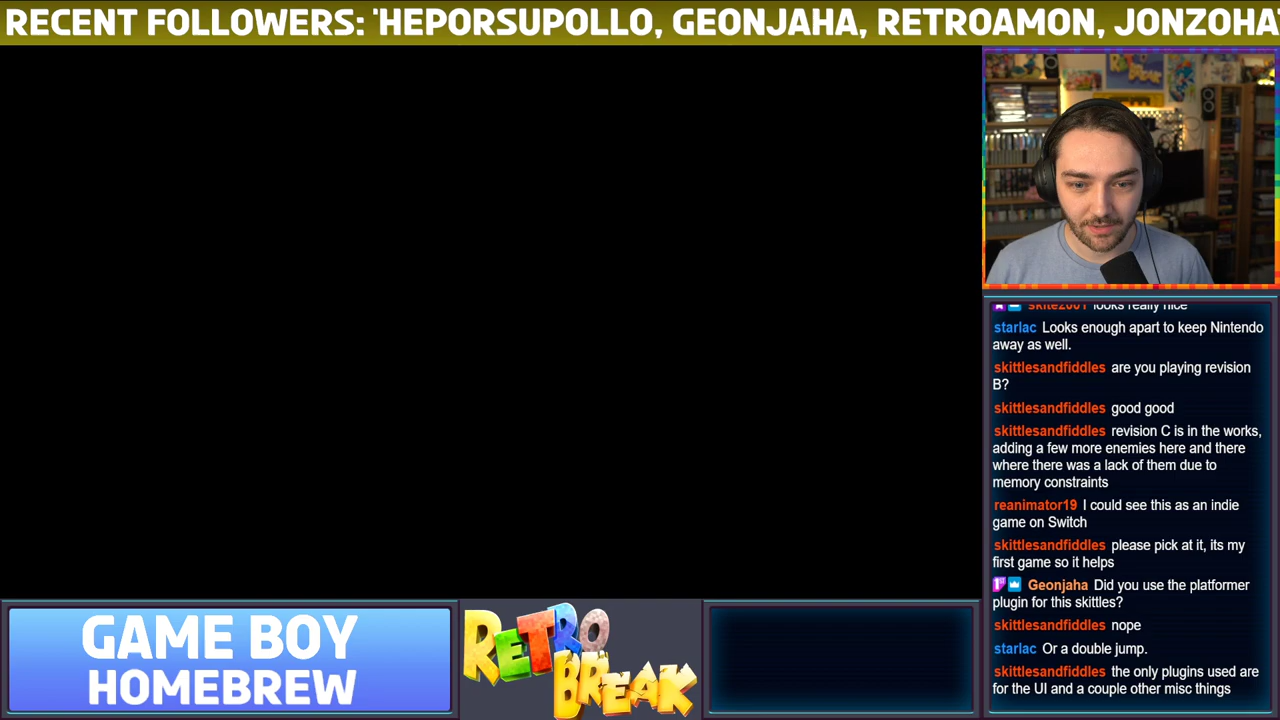 RECENT FOLLOWERS: 'HEPORSUPOLLO, GEONJAHA, RETROAMON, JONZOHA
skite2001 looks really nice
starlac Looks enough apart to keep Nintendo
away as well.
skittlesandfiddles are you playing revision
B?
skittlesandfiddles good good
skittlesandfiddles revision C is in the works,
adding a few more enemies here and there
where there was a lack of them due to
memory constraints
reanimator19 I could see this as an indie
game on Switch
skittlesandfiddles please pick at it, its my
first game so it helps
1st Geonjaha Did you use the platformer
plugin for this skittles?
skittlesandfiddles nope
starlac Or a double jump.
skittlesandfiddles the only plugins used are
for the UI and a couple other misc things
GAME BOY
HOMEBREW
RETRO
BREAK